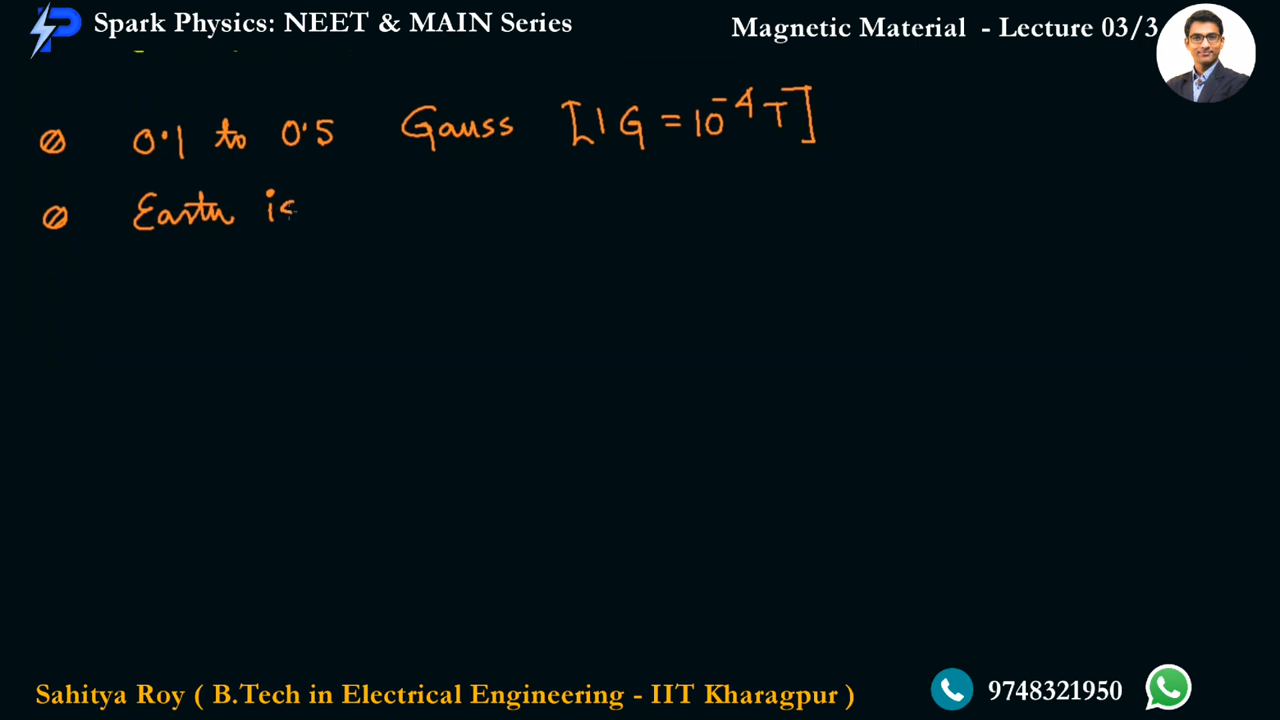 Spark Physics: NEET & MAIN Series
Magnetic Material - Lecture 03/3
0.1 to 0.5 Gauss [1 G = 10⁻⁴ T]
Earth is
Sahitya Roy ( B.Tech in Electrical Engineering - IIT Kharagpur )
9748321950